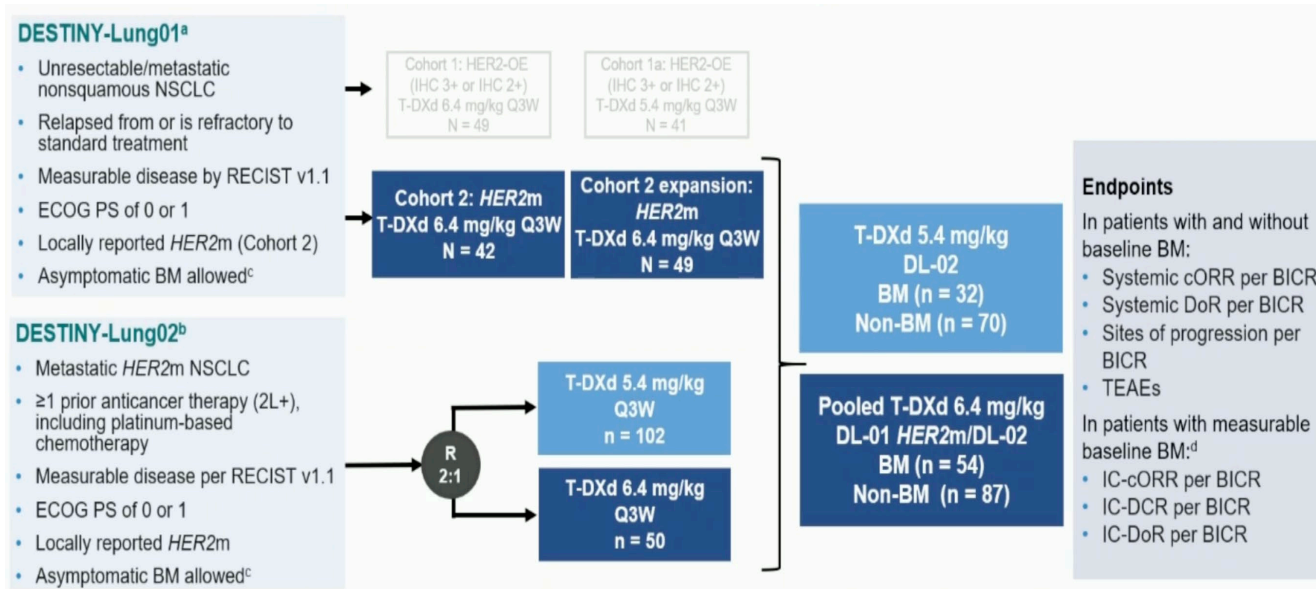 DESTINY-Lung01ᵃ
• Unresectable/metastatic
nonsquamous NSCLC
• Relapsed from or is refractory to
standard treatment
• Measurable disease by RECIST v1.1
• ECOG PS of 0 or 1
• Locally reported HER2m (Cohort 2)
• Asymptomatic BM allowedᶜ
Cohort 1: HER2-OE
(IHC 3+ or IHC 2+)
T-DXd 6.4 mg/kg Q3W
N = 49
Cohort 1a: HER2-OE
(IHC 3+ or IHC 2+)
T-DXd 5.4 mg/kg Q3W
N = 41
Cohort 2: HER2m
T-DXd 6.4 mg/kg Q3W
N = 42
Cohort 2 expansion:
HER2m
T-DXd 6.4 mg/kg Q3W
N = 49
DESTINY-Lung02ᵇ
• Metastatic HER2m NSCLC
• ≥1 prior anticancer therapy (2L+),
including platinum-based
chemotherapy
• Measurable disease per RECIST v1.1
• ECOG PS of 0 or 1
• Locally reported HER2m
• Asymptomatic BM allowedᶜ
R
2:1
T-DXd 5.4 mg/kg
Q3W
n = 102
T-DXd 6.4 mg/kg
Q3W
n = 50
T-DXd 5.4 mg/kg
DL-02
BM (n = 32)
Non-BM (n = 70)
Pooled T-DXd 6.4 mg/kg
DL-01 HER2m/DL-02
BM (n = 54)
Non-BM (n = 87)
Endpoints
In patients with and without
baseline BM:
• Systemic cORR per BICR
• Systemic DoR per BICR
• Sites of progression per
BICR
• TEAEs
In patients with measurable
baseline BM:ᵈ
• IC-cORR per BICR
• IC-DCR per BICR
• IC-DoR per BICR